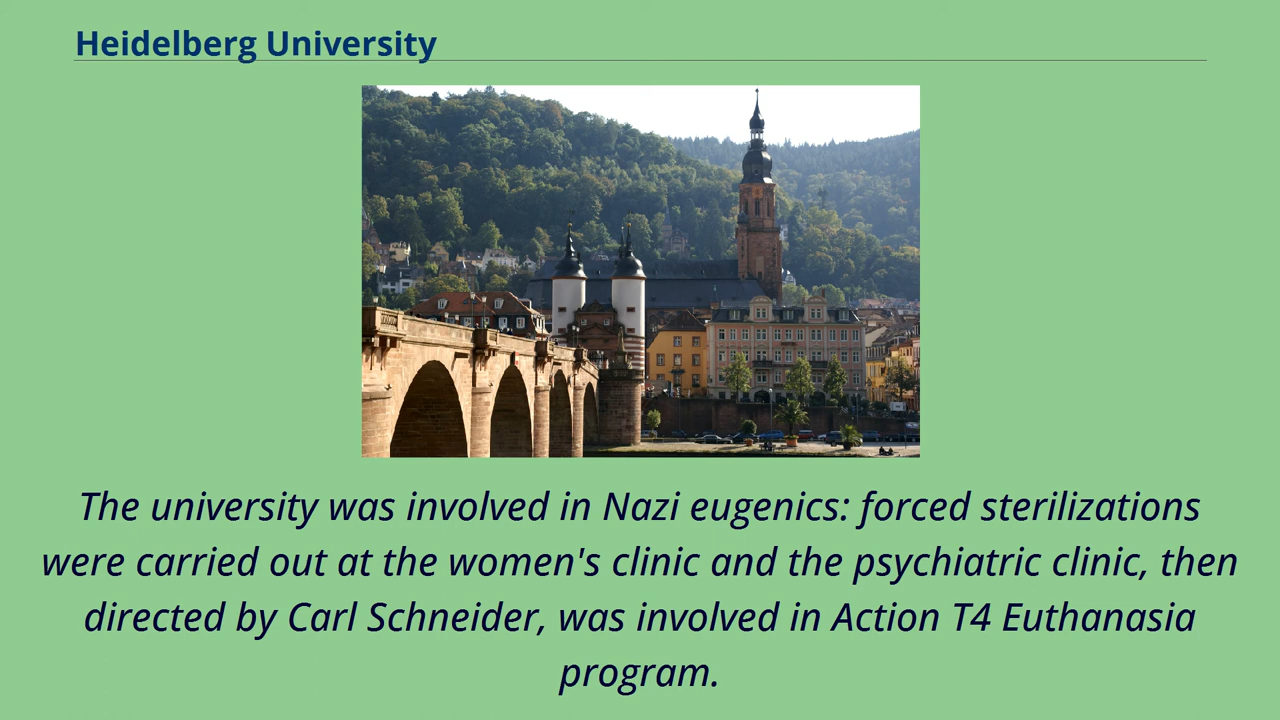 Heidelberg University
The university was involved in Nazi eugenics: forced sterilizations
were carried out at the women's clinic and the psychiatric clinic, then
directed by Carl Schneider, was involved in Action T4 Euthanasia
program.